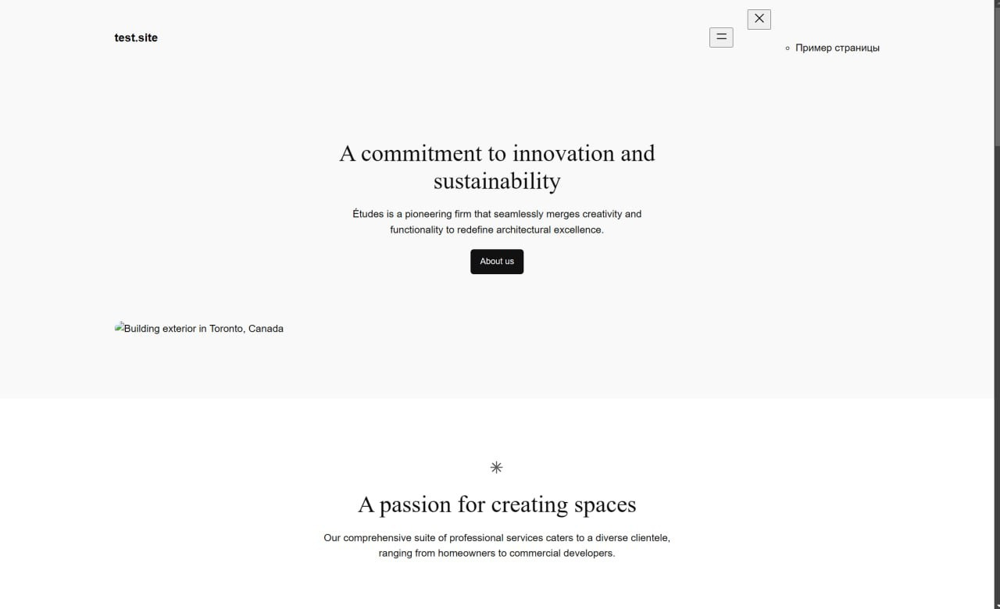 test.site
Пример страницы
A commitment to innovation and
sustainability
Études is a pioneering firm that seamlessly merges creativity and
functionality to redefine architectural excellence.
About us
Building exterior in Toronto, Canada
A passion for creating spaces
Our comprehensive suite of professional services caters to a diverse clientele,
ranging from homeowners to commercial developers.